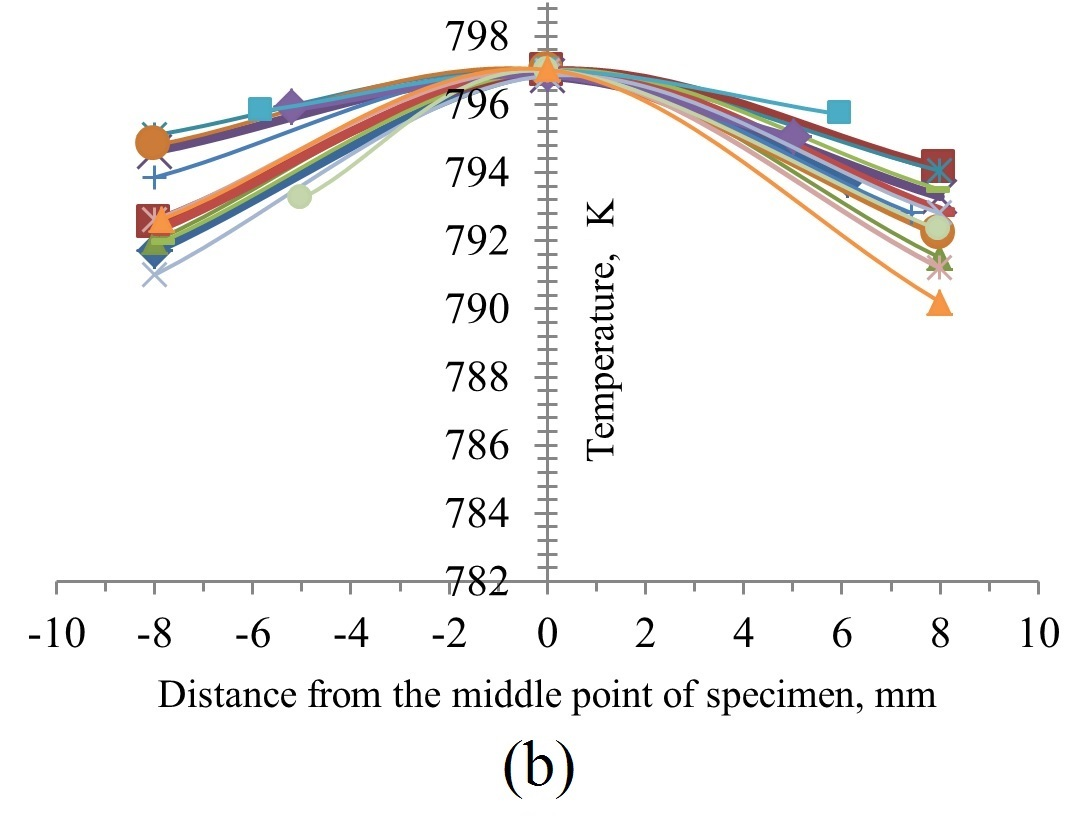 798
796
794
792
790
788
786
784
782
Temperature, K
-10 -8 -6 -4 -2 0 2 4 6 8 10
Distance from the middle point of specimen, mm
(b)